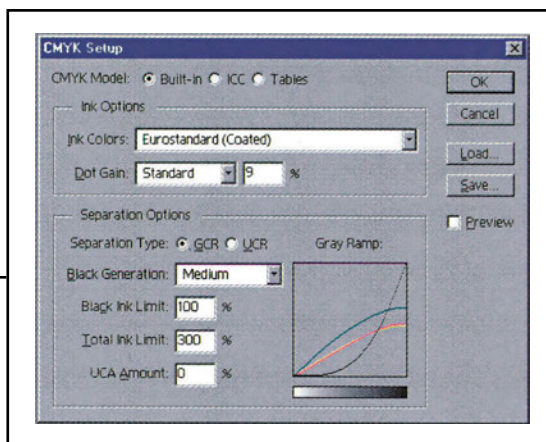 CMYK Setup
CMYK Model: Built-in ICC Tables
OK
Ink Options
Cancel
Ink Colors: Eurostandard (Coated)
Load...
Dot Gain: Standard 9 %
Save...
Separation Options
Preview
Separation Type: GCR UCR Gray Ramp:
Black Generation: Medium
Black Ink Limit: 100 %
Total Ink Limit: 300 %
UCA Amount: 0 %